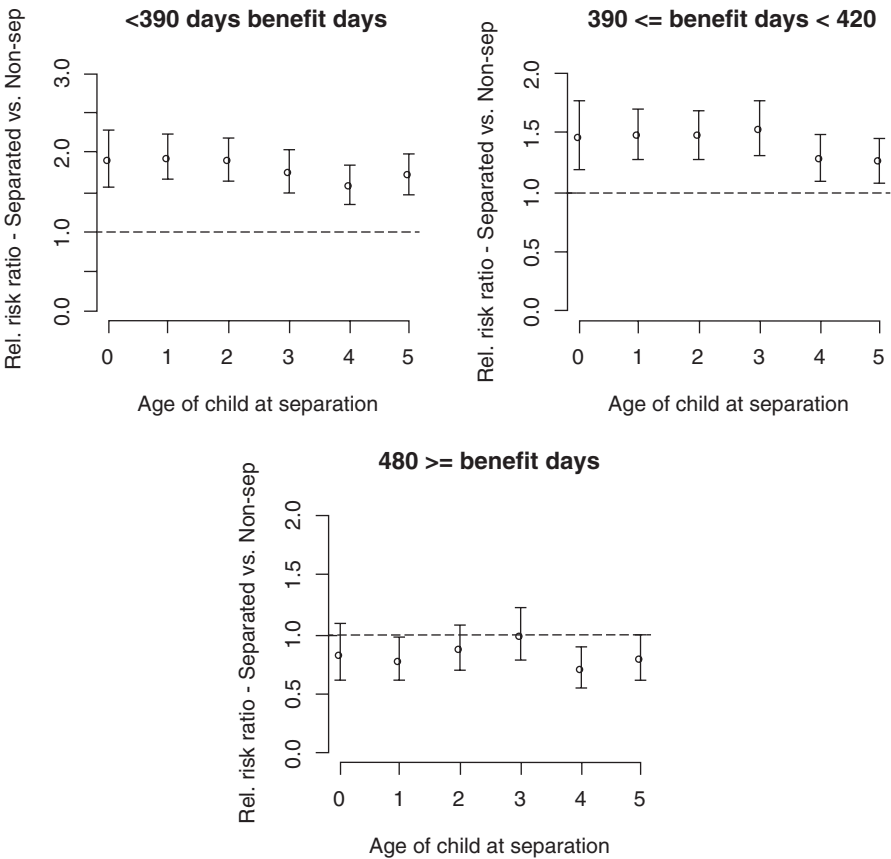 <390 days benefit days
Rel. risk ratio - Separated vs. Non-sep
3.0
2.0
1.0
0.0
0 1 2 3 4 5
Age of child at separation
390 <= benefit days < 420
Rel. risk ratio - Separated vs. Non-sep
2.0
1.5
1.0
0.5
0.0
0 1 2 3 4 5
Age of child at separation
480 >= benefit days
Rel. risk ratio - Separated vs. Non-sep
2.0
1.5
1.0
0.5
0.0
0 1 2 3 4 5
Age of child at separation